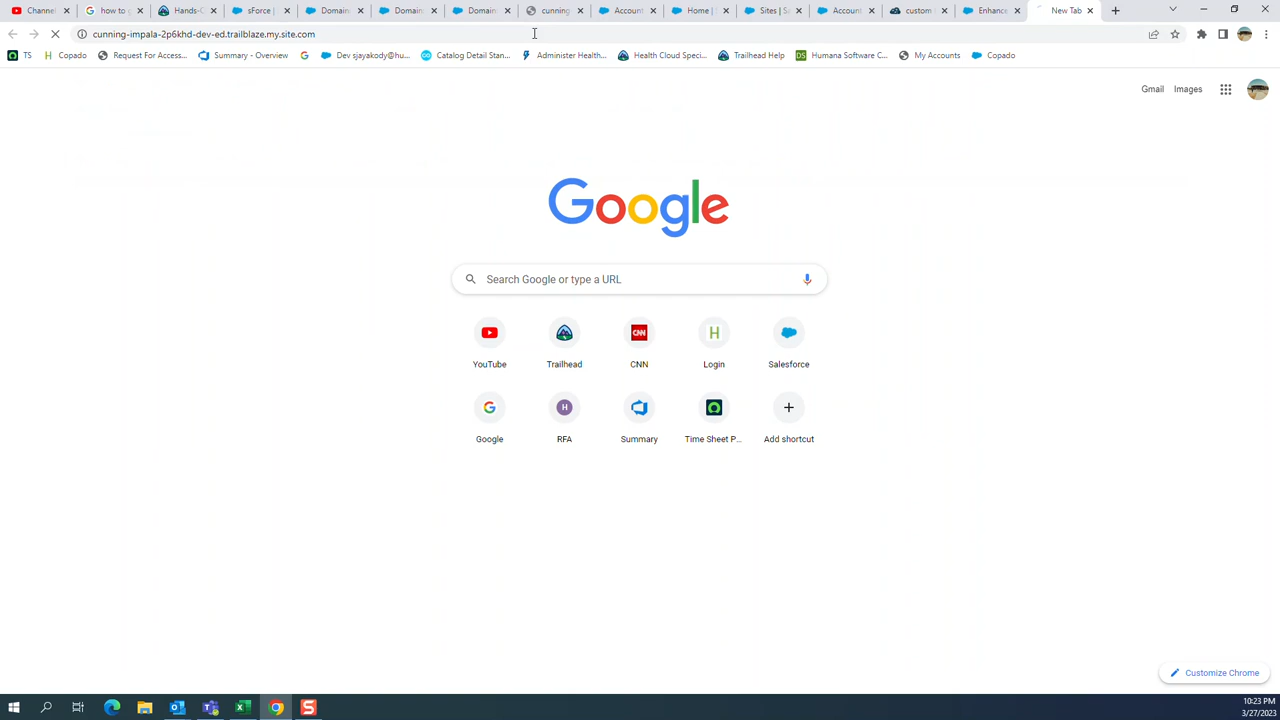 Channel
how to g
Hands-C
sForce |
Domain
Domain
Domain
cunning
Account
Home |
Sites | Sa
Account
custom d
Enhance
New Tab
cunning-impala-2p6khd-dev-ed.trailblaze.my.site.com
TS
Copado
Request For Access...
Summary - Overview
Dev sjayakody@hu...
Catalog Detail Stan...
Administer Health...
Health Cloud Speci...
Trailhead Help
DS
Humana Software C...
My Accounts
Copado
Gmail
Images
Google
Search Google or type a URL
CNN
H
YouTube
Trailhead
CNN
Login
Salesforce
H
Google
RFA
Summary
Time Sheet P...
Add shortcut
Customize Chrome
10:23 PM
3/27/2023